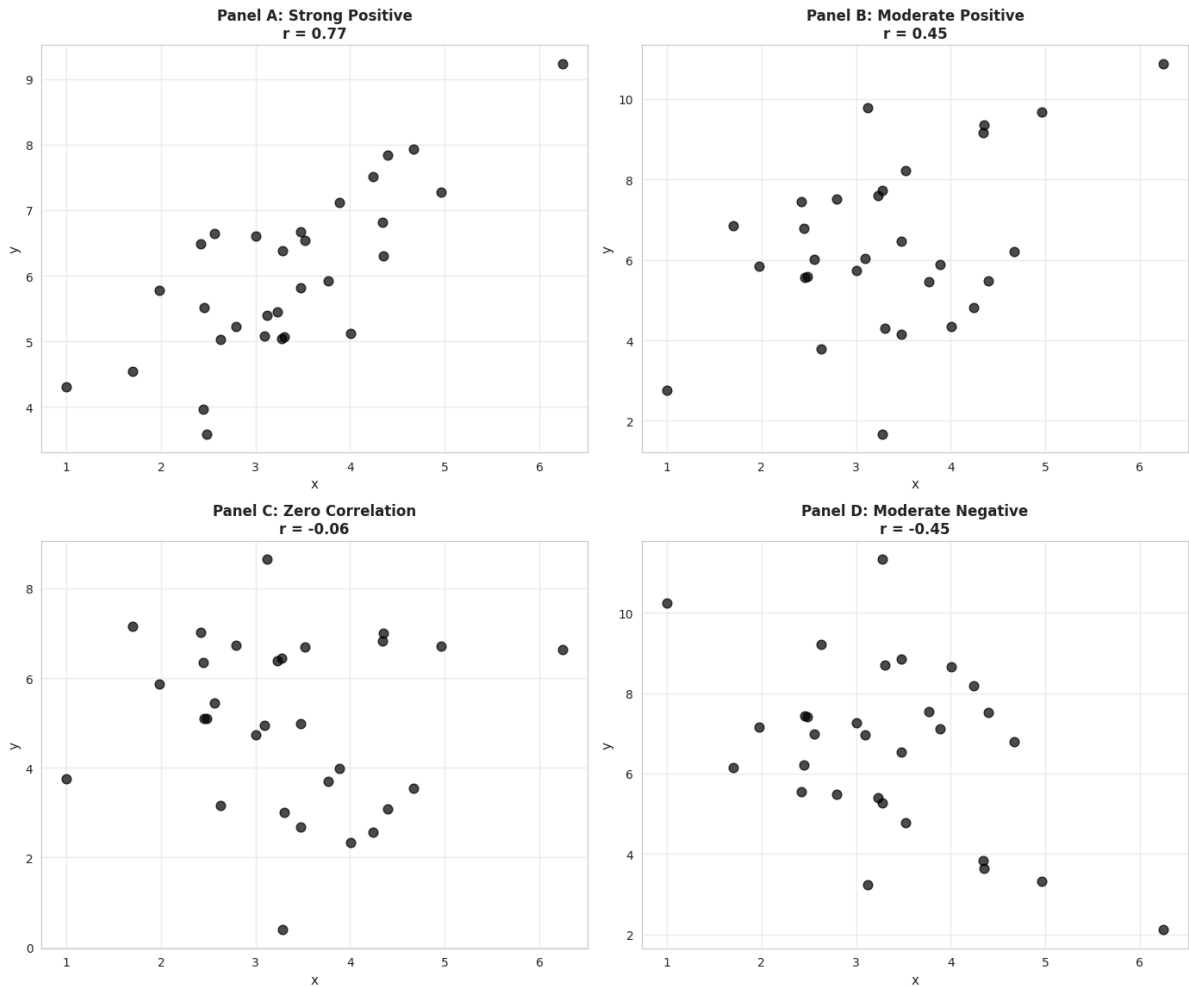 Panel A: Strong Positive
r = 0.77
9
8
7
6
5
4
y
1 2 3 4 5 6
x
Panel B: Moderate Positive
r = 0.45
10
8
6
4
2
y
1 2 3 4 5 6
x
Panel C: Zero Correlation
r = -0.06
8
6
4
2
0
y
1 2 3 4 5 6
x
Panel D: Moderate Negative
r = -0.45
10
8
6
4
2
y
1 2 3 4 5 6
x